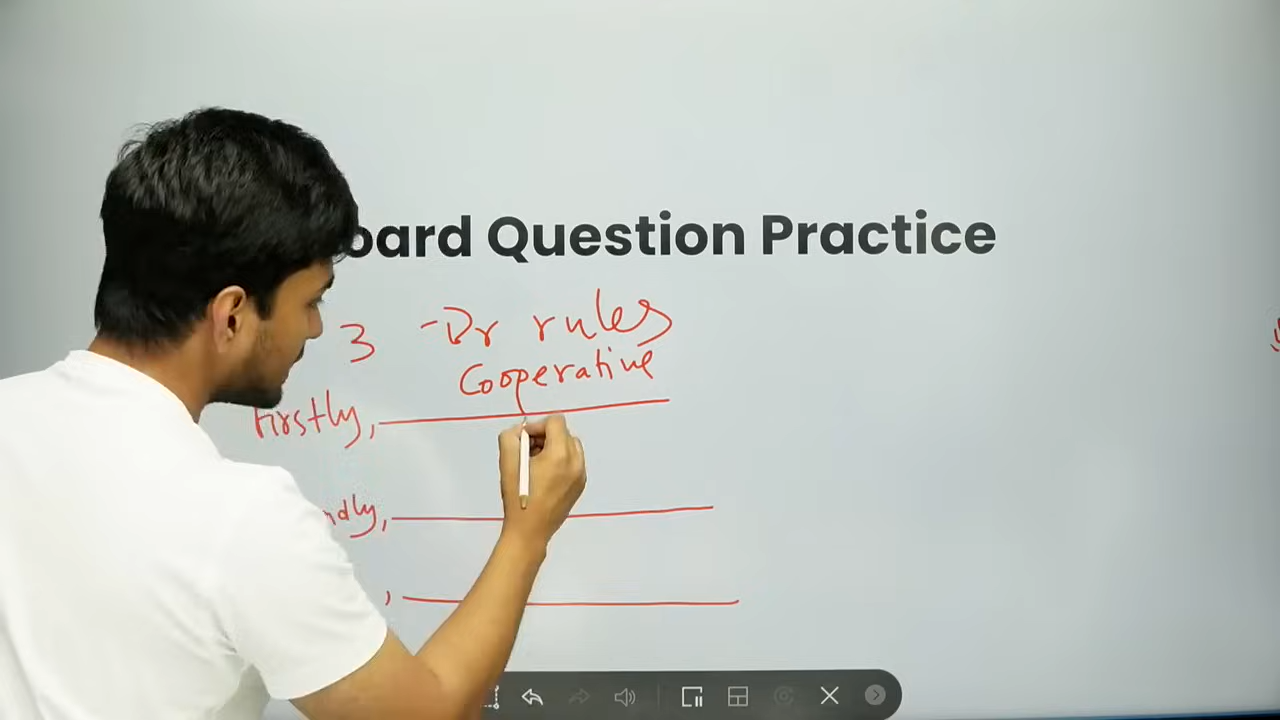 oard Question Practice
3 -Dr rules
Cooperative
Firstly,
ndly,
,